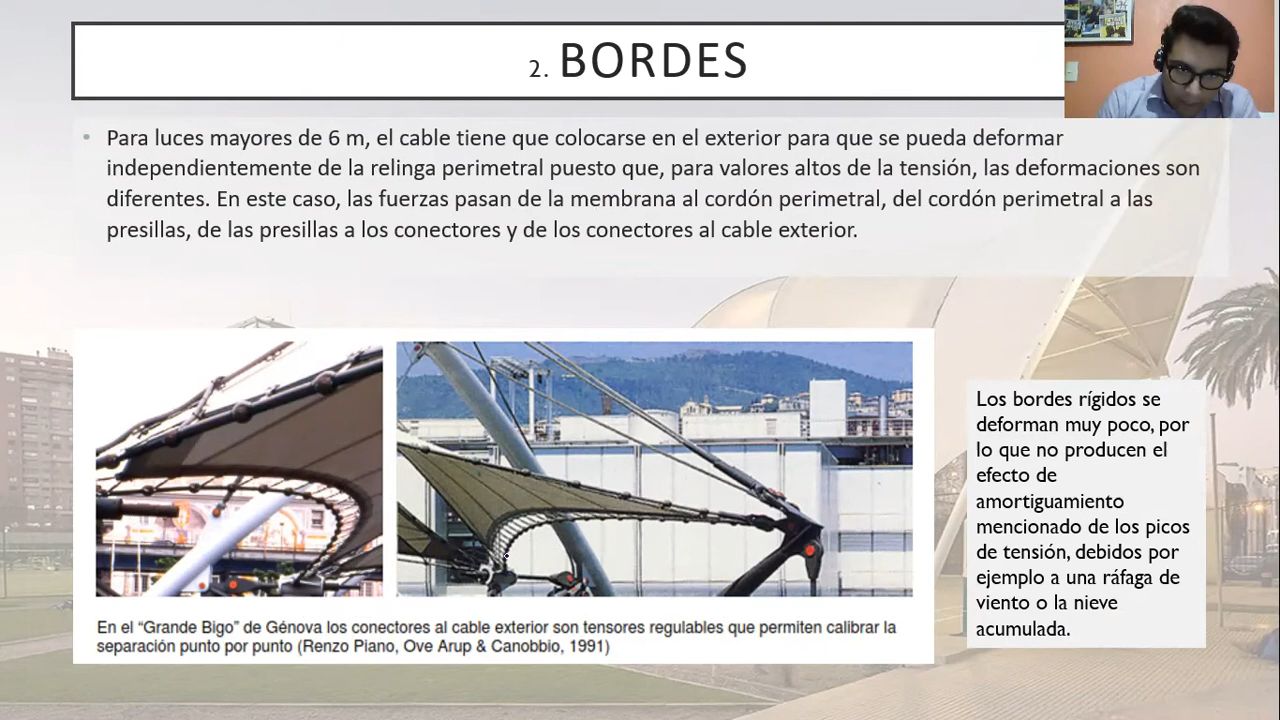 2. BORDES
• Para luces mayores de 6 m, el cable tiene que colocarse en el exterior para que se pueda deformar
independientemente de la relinga perimetral puesto que, para valores altos de la tensión, las deformaciones son
diferentes. En este caso, las fuerzas pasan de la membrana al cordón perimetral, del cordón perimetral a las
presillas, de las presillas a los conectores y de los conectores al cable exterior.
Los bordes rígidos se
deforman muy poco, por
lo que no producen el
efecto de
amortiguamiento
mencionado de los picos
de tensión, debidos por
ejemplo a una ráfaga de
viento o la nieve
acumulada.
En el “Grande Bigo” de Génova los conectores al cable exterior son tensores regulables que permiten calibrar la
separación punto por punto (Renzo Piano, Ove Arup & Canobbio, 1991)